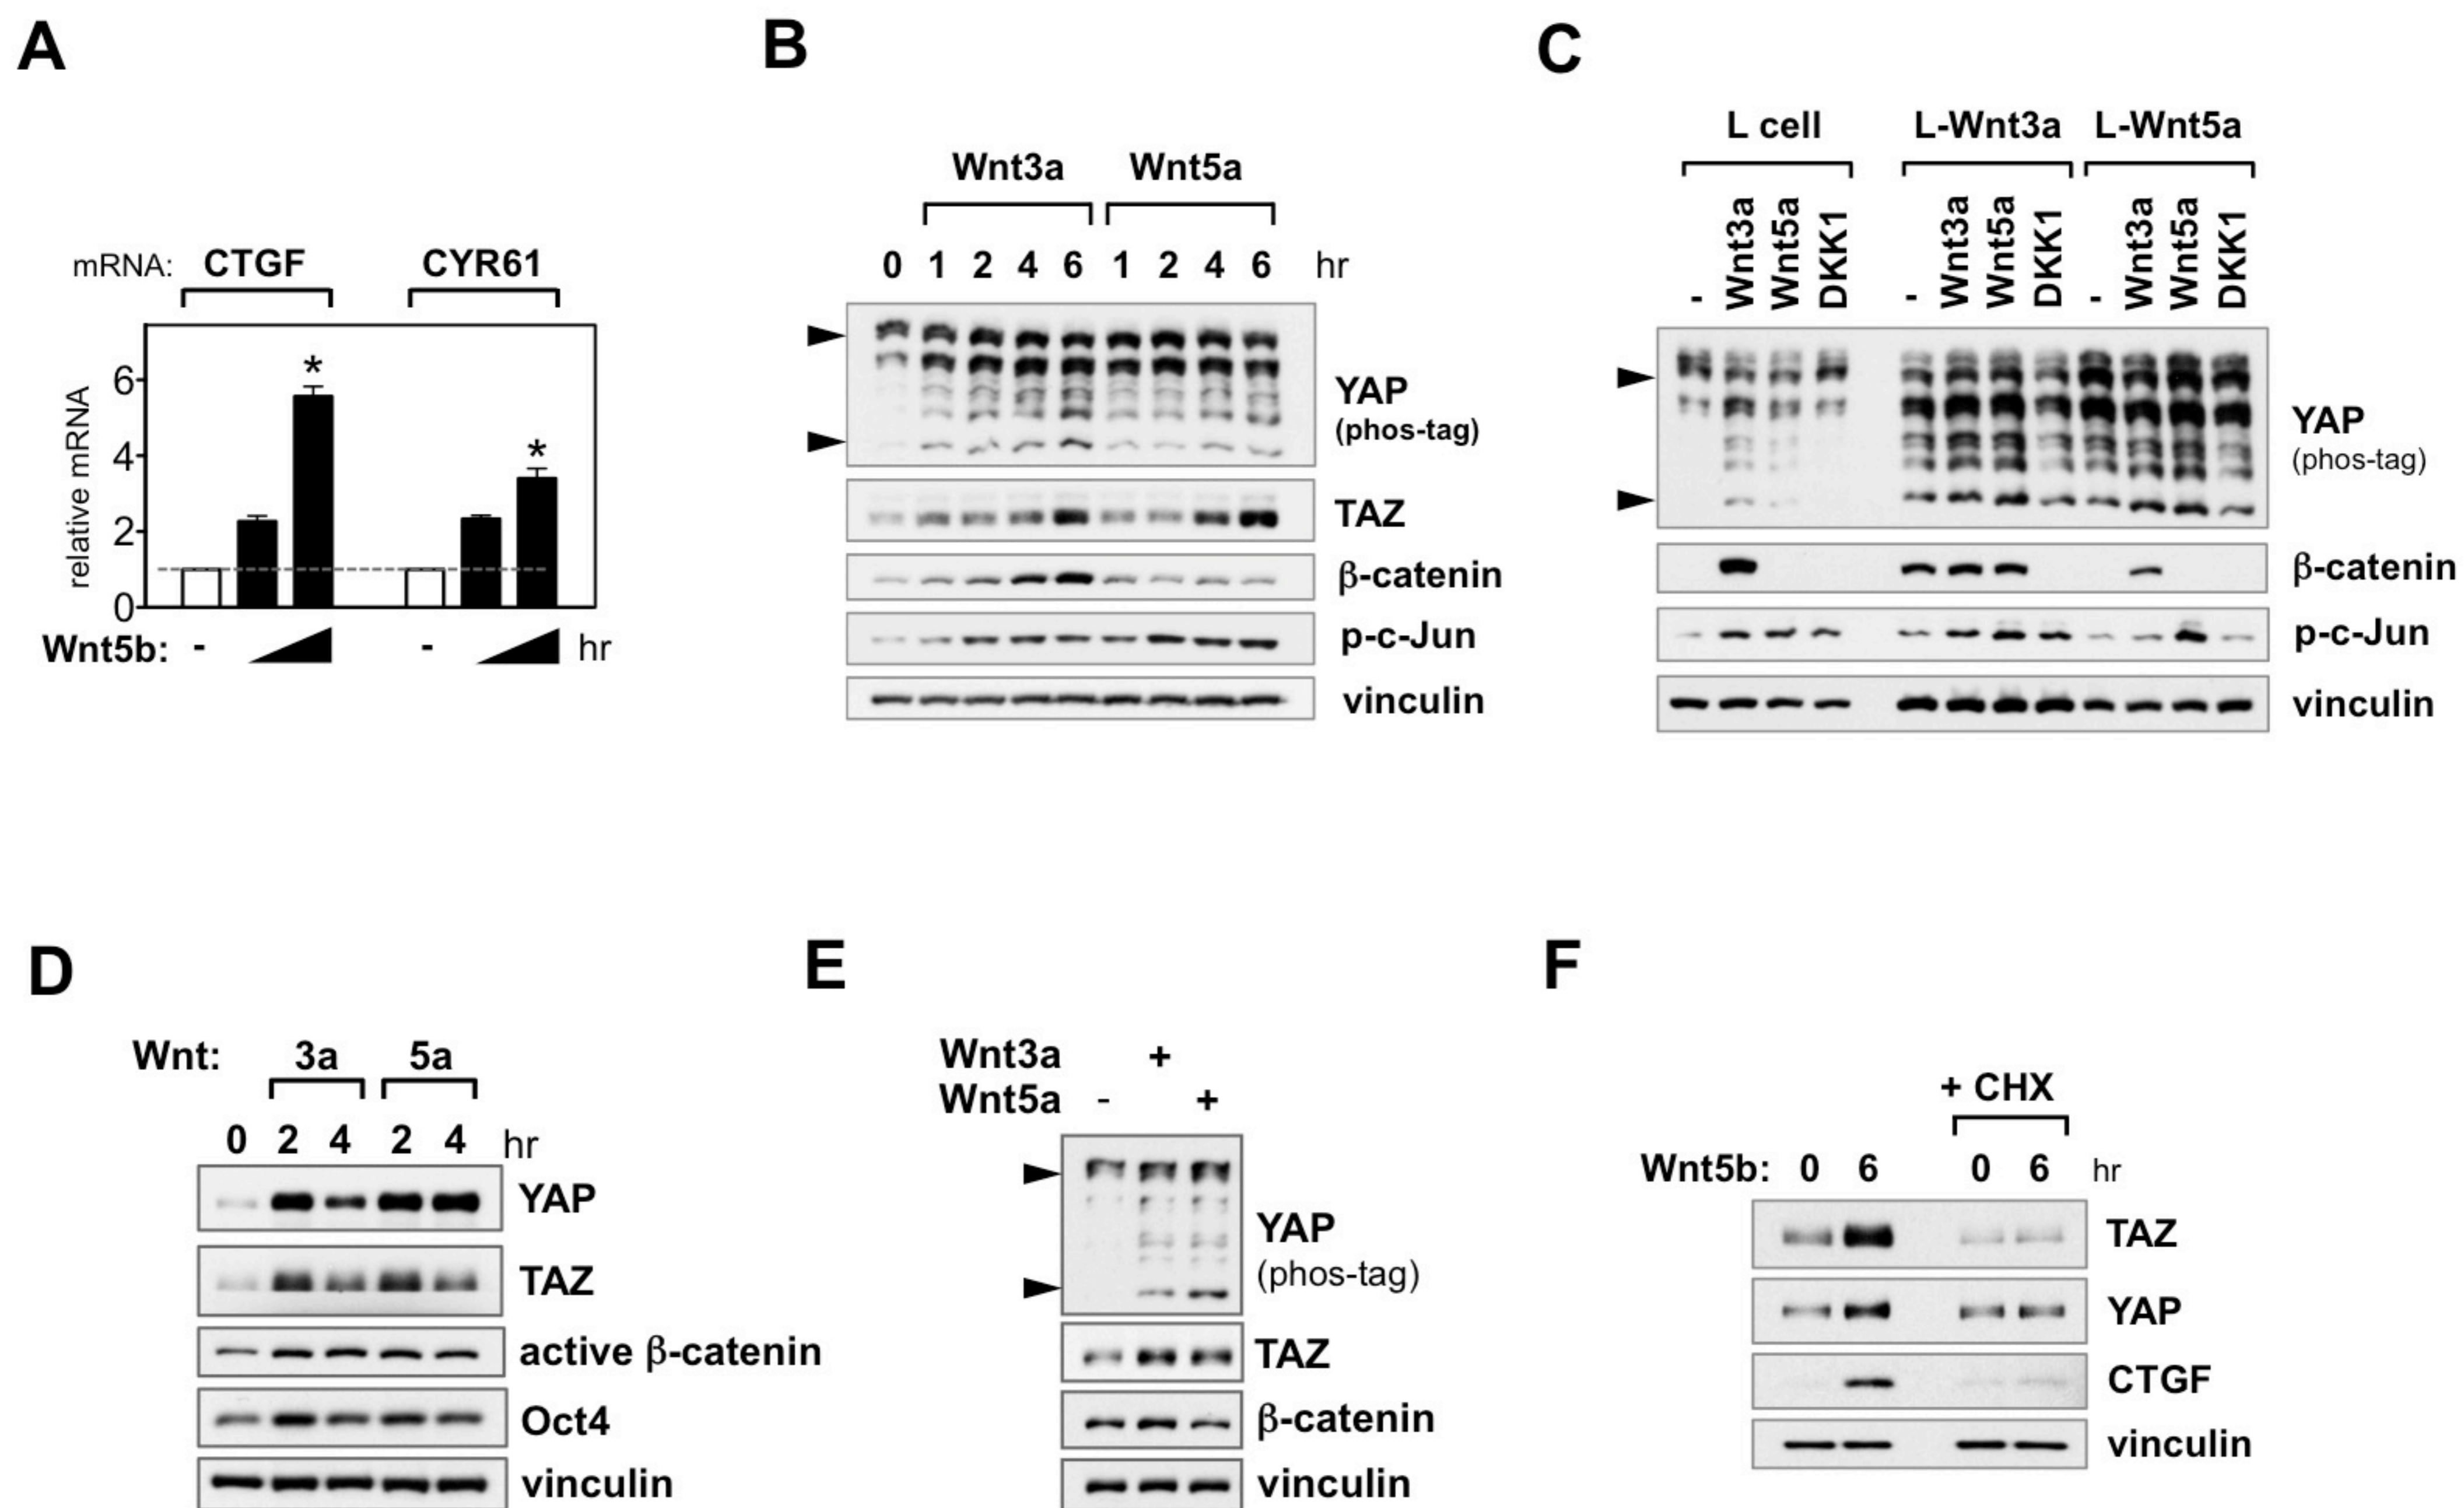 A
mRNA: CTGF CYR61
relative mRNA
6
4
2
0
* *
Wnt5b: - - hr
B
Wnt3a Wnt5a
0 1 2 4 6 1 2 4 6 hr
YAP
(phos-tag)
TAZ
β-catenin
p-c-Jun
vinculin
C
L cell L-Wnt3a L-Wnt5a
- Wnt3a Wnt5a DKK1 - Wnt3a Wnt5a DKK1 - Wnt3a Wnt5a DKK1
YAP
(phos-tag)
β-catenin
p-c-Jun
vinculin
D
Wnt: 3a 5a
0 2 4 2 4 hr
YAP
TAZ
active β-catenin
Oct4
vinculin
E
Wnt3a +
Wnt5a - +
YAP
(phos-tag)
TAZ
β-catenin
vinculin
F
+ CHX
Wnt5b: 0 6 0 6 hr
TAZ
YAP
CTGF
vinculin